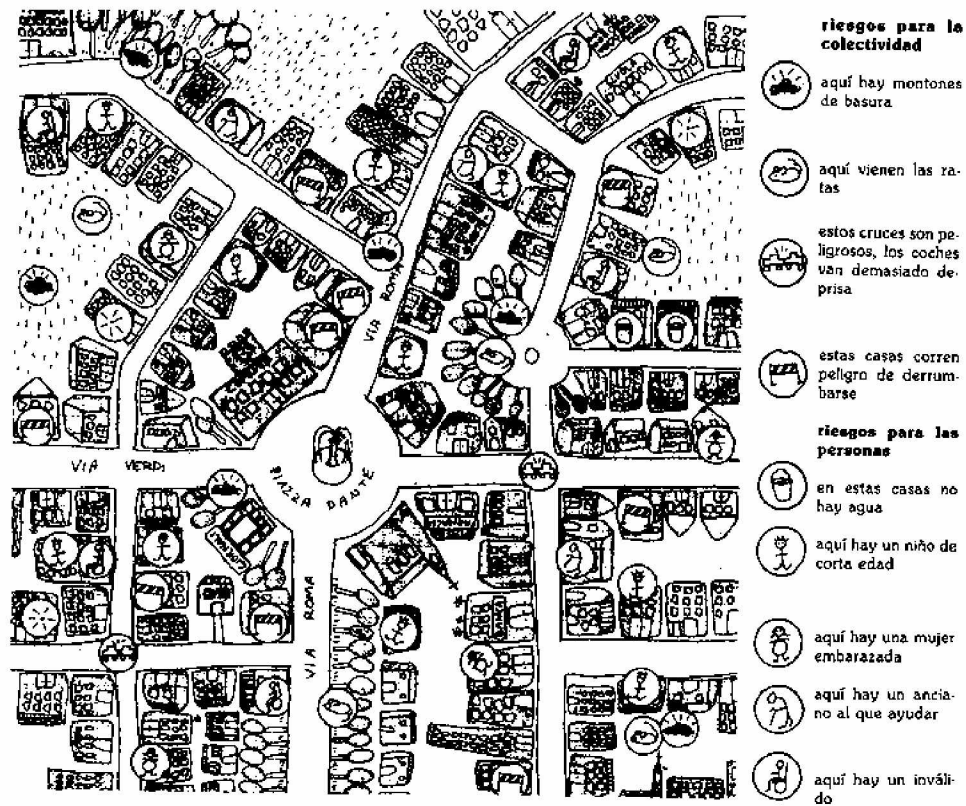 riesgos para la
colectividad
aquí hay montones
de basura
aquí vienen las ra-
tas
estos cruces son pe-
ligrosos, los coches
van demasiado de-
prisa
estas casas corren
peligro de derrum-
barse
riesgos para las
personas
en estas casas no
hay agua
aquí hay un niño de
corta edad
aquí hay una mujer
embarazada
aquí hay un ancia-
no al que ayudar
aquí hay un inváli-
do
VIA ROMA
VIA VERDI
PIAZZA DANTE
VIA ROMA